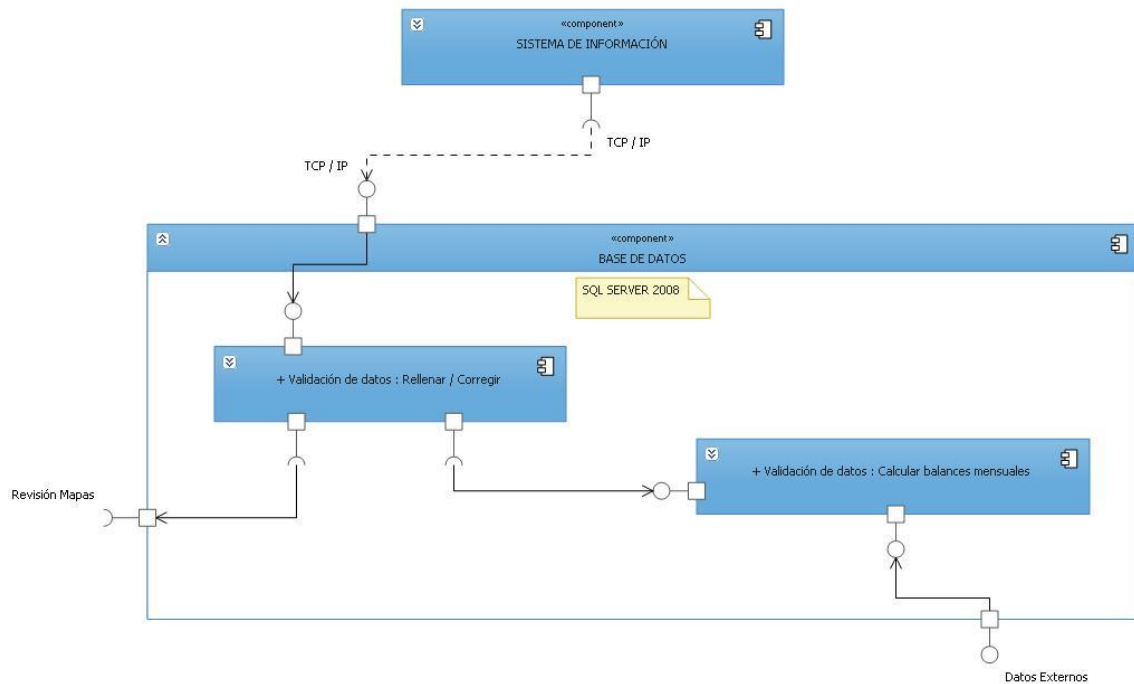 «component»
SISTEMA DE INFORMACIÓN
TCP / IP
TCP / IP
«component»
BASE DE DATOS
SQL SERVER 2008
+ Validación de datos : Rellenar / Corregir
+ Validación de datos : Calcular balances mensuales
Revisión Mapas
Datos Externos